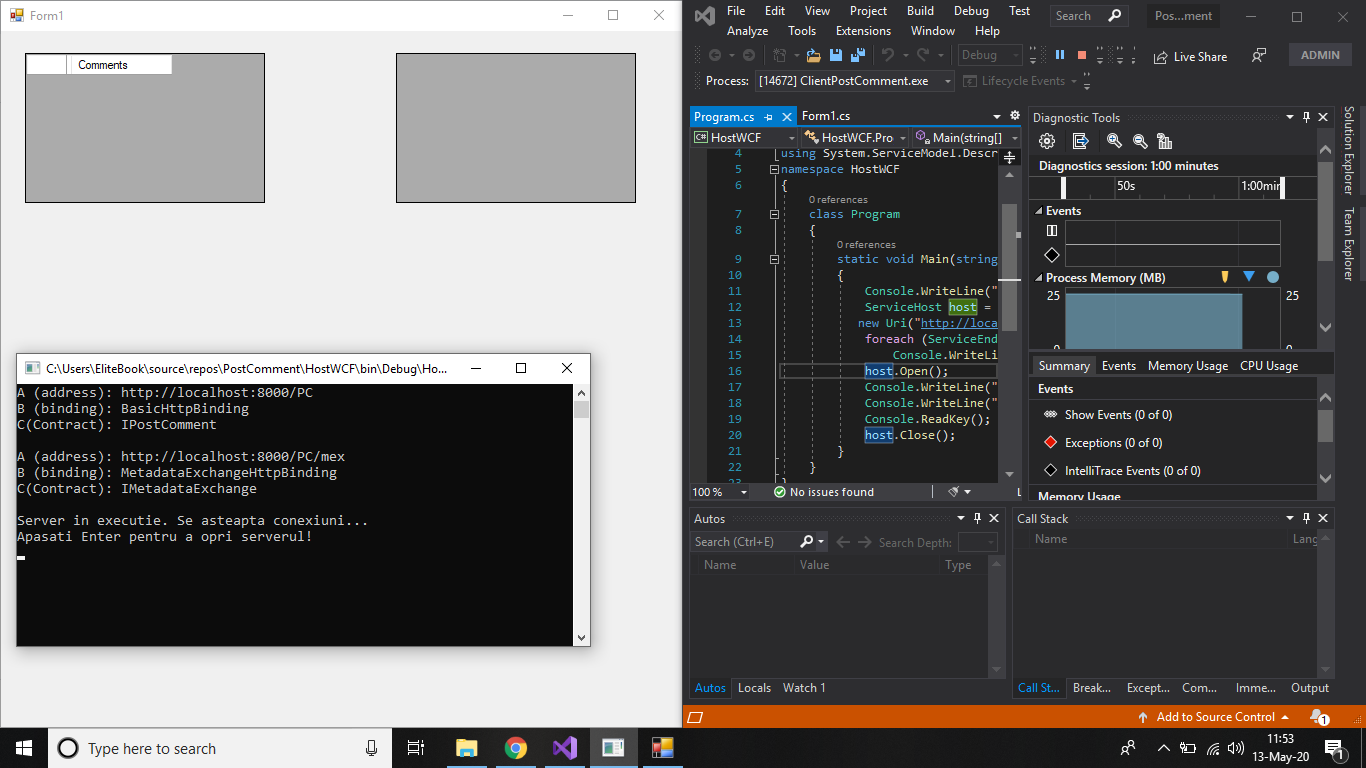 Form1
Comments
C:\Users\EliteBook\source\repos\PostComment\HostWCF\bin\Debug\Ho...
A (address): http://localhost:8000/PC
B (binding): BasicHttpBinding
C(Contract): IPostComment
A (address): http://localhost:8000/PC/mex
B (binding): MetadataExchangeHttpBinding
C(Contract): IMetadataExchange
Server in executie. Se asteapta conexiuni...
Apasati Enter pentru a opri serverul!
File Edit View Project Build Debug Test Search Pos...ment
Analyze Tools Extensions Window Help
Debug Live Share ADMIN
Process: [14672] ClientPostComment.exe Lifecycle Events
Program.cs Form1.cs
C# HostWCF HostWCF.Pro Main(string[]
4 using System.ServiceModel.Descr
5 namespace HostWCF
6 {
0 references
7 class Program
8 {
0 references
9 static void Main(string
10 {
11 Console.WriteLine("
12 ServiceHost host =
13 new Uri("http://loca
14 foreach (ServiceEnd
15 Console.WriteLi
16 host.Open();
17 Console.WriteLine("
18 Console.WriteLine("
19 Console.ReadKey();
20 host.Close();
21 }
22 }
23 }
100 % No issues found L
Diagnostic Tools
Diagnostics session: 1:00 minutes
50s 1:00min
Events
Process Memory (MB)
25 25
0 0
Summary Events Memory Usage CPU Usage
Events
Show Events (0 of 0)
Exceptions (0 of 0)
IntelliTrace Events (0 of 0)
Memory Usage
Solution Explorer
Team Explorer
Autos
Search (Ctrl+E) Search Depth:
Name Value Type
Autos Locals Watch 1
Call Stack
Name Lang
Call St... Break... Except... Com... Imme... Output
Add to Source Control 1
Type here to search
11:53
13-May-20
1